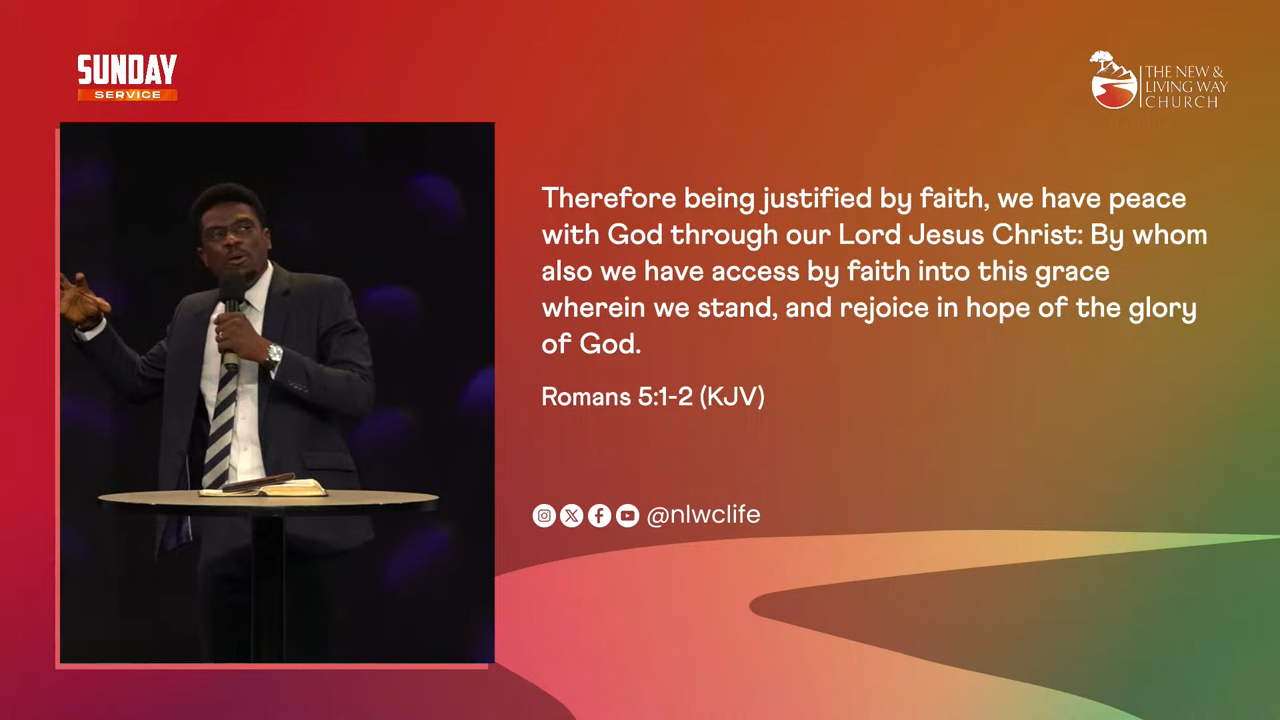 SUNDAY
SERVICE
THE NEW &
LIVING WAY
CHURCH
Therefore being justified by faith, we have peace
with God through our Lord Jesus Christ: By whom
also we have access by faith into this grace
wherein we stand, and rejoice in hope of the glory
of God.
Romans 5:1-2 (KJV)
@nlwclife